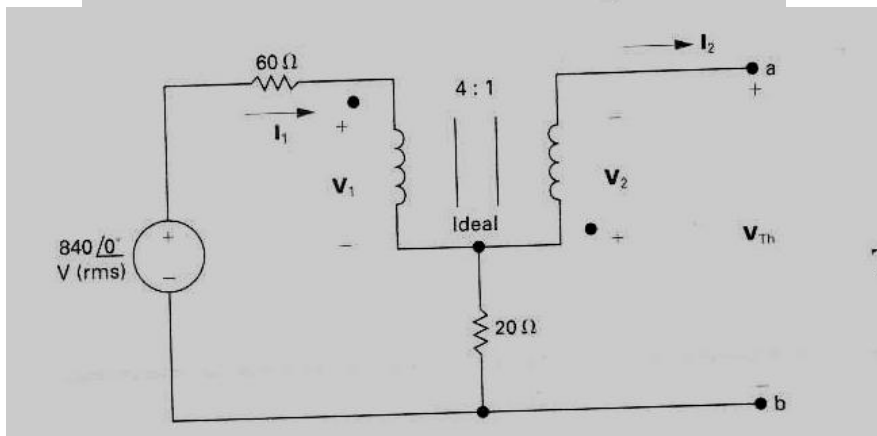 60 Ω
I₁
+
V₁
−
4 : 1
Ideal
I₂
a
+
−
V₂
+
V_Th
−
b
840 /0°
V (rms)
+
−
20 Ω